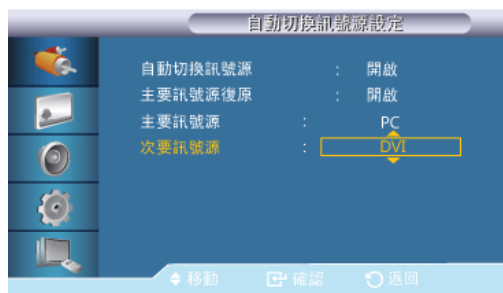 自動切換訊號源設定
自動切換訊號源 : 開啟
主要訊號源復原 : 開啟
主要訊號源 : PC
次要訊號源 : DVI
移動 確認 返回